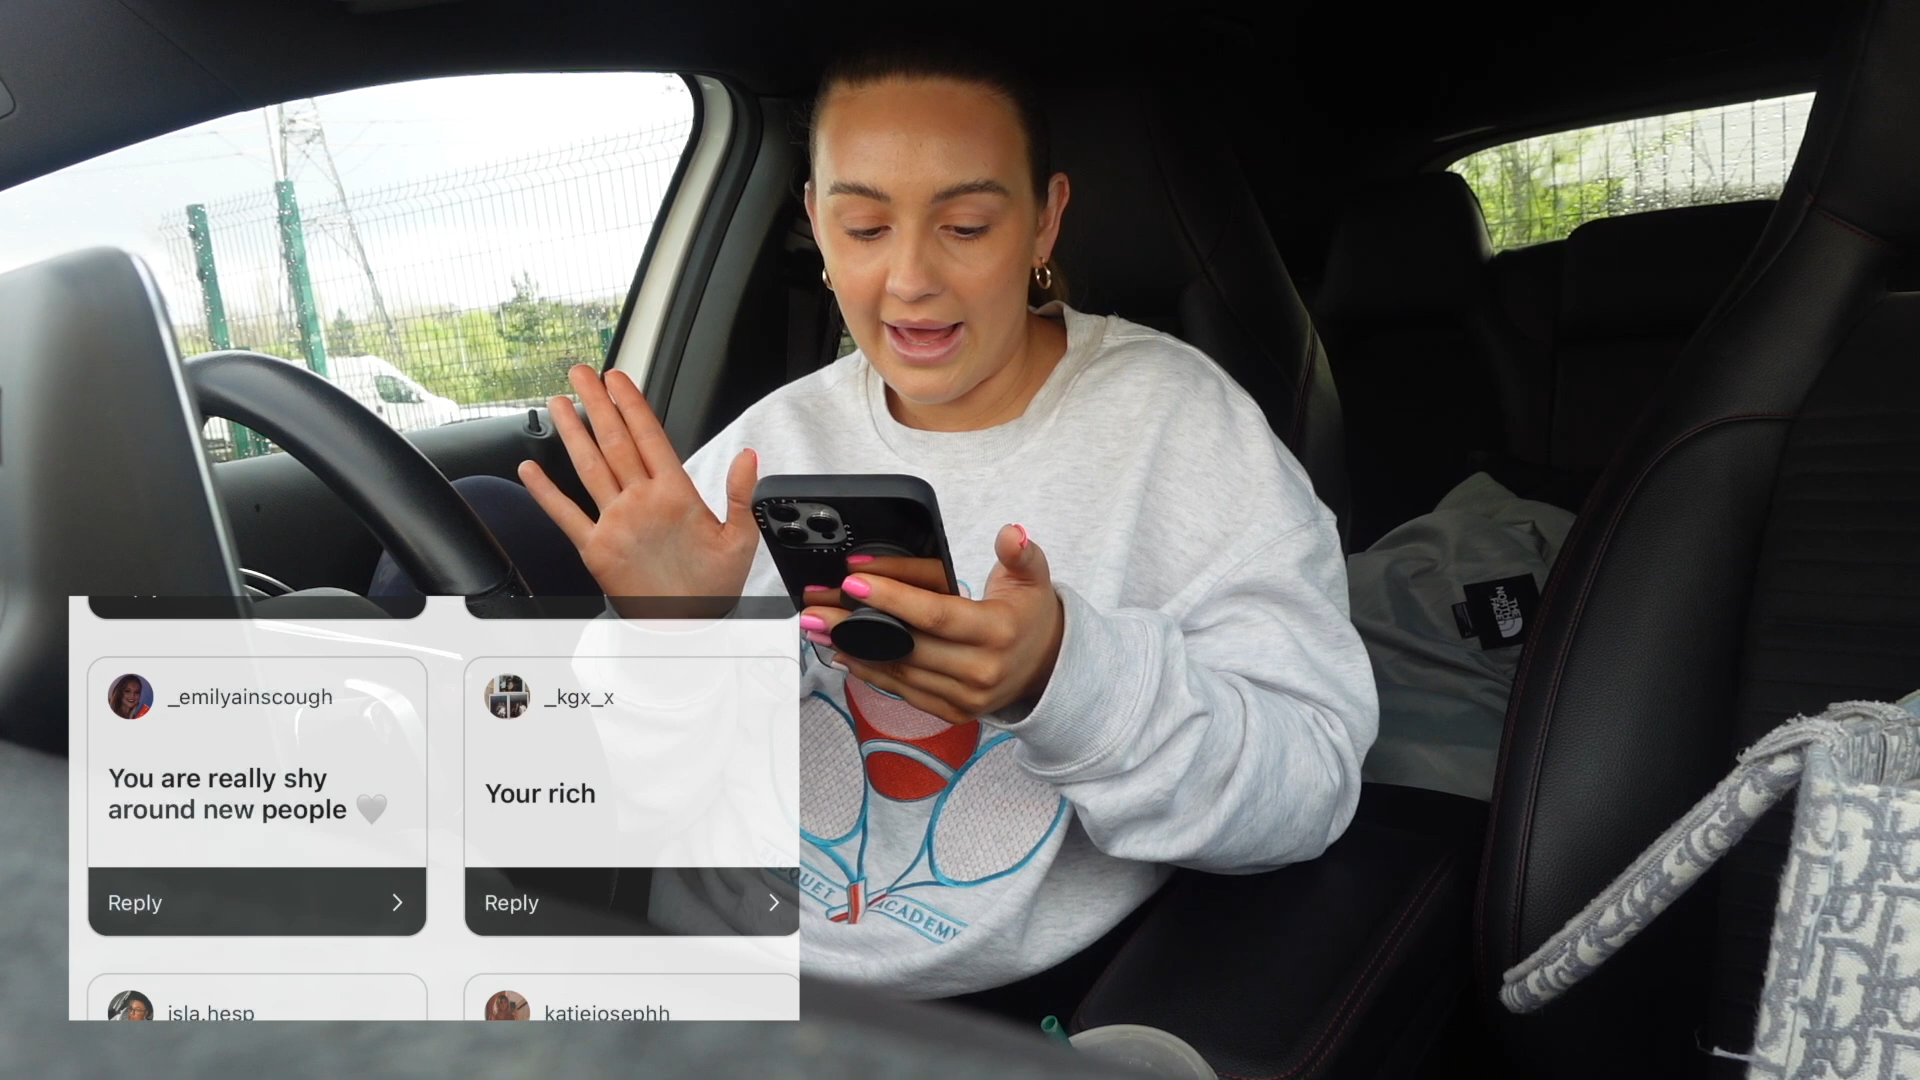 _emilyainscough
You are really shy
around new people 🤍
Reply
_kgx_x
Your rich
Reply
isla.hesp
katiejosephh
THE
NORTH
FACE
RACQUET ACADEMY
CASETIFY